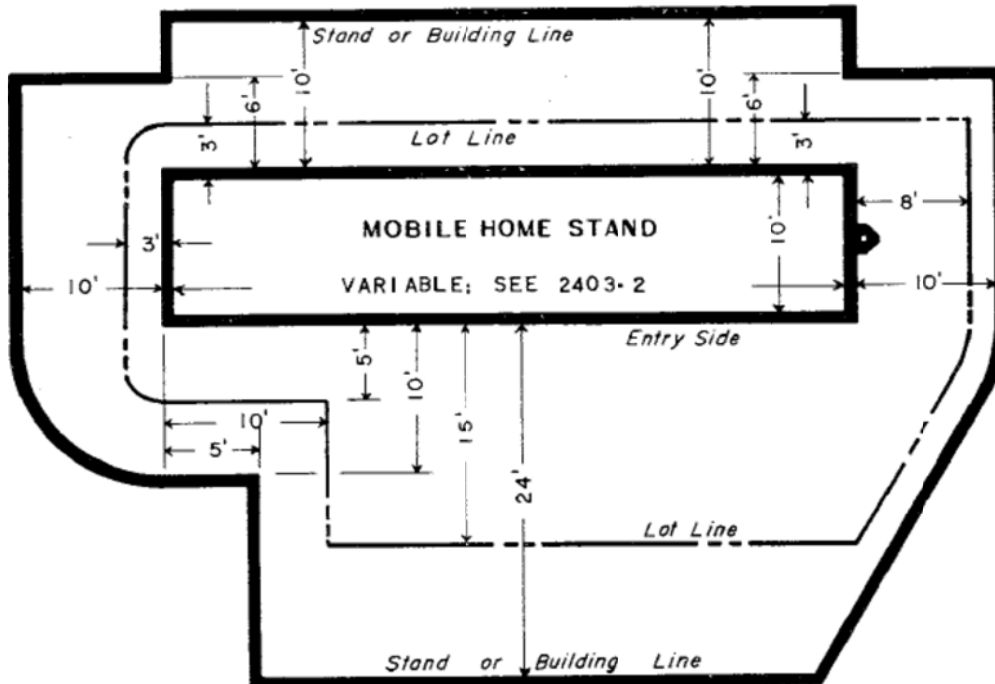 Stand or Building Line
10'
10'
6'
6'
3'
Lot Line
3'
MOBILE HOME STAND
10'
8'
3'
10'
VARIABLE; SEE 2403-2
10'
Entry Side
5'
10'
10'
15'
5'
24'
Lot Line
Stand or Building Line